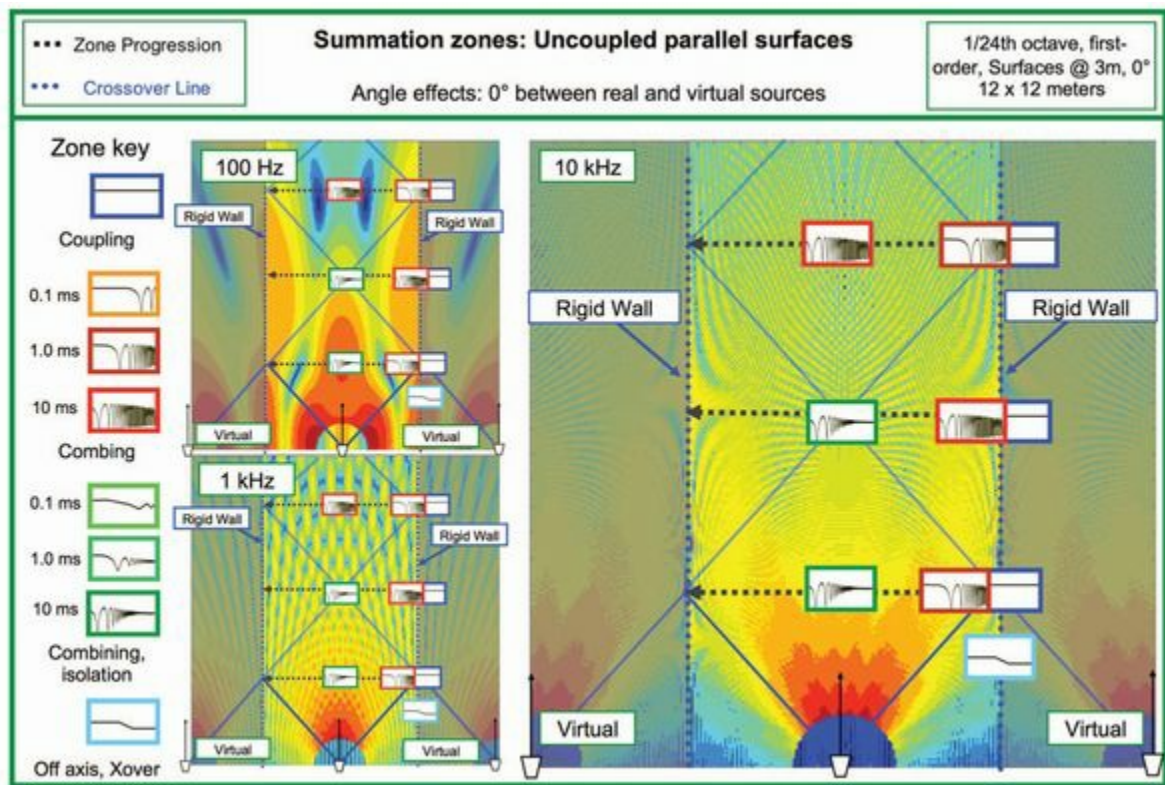 Zone Progression
Crossover Line
Summation zones: Uncoupled parallel surfaces
Angle effects: 0° between real and virtual sources
1/24th octave, first-
order, Surfaces @ 3m, 0°
12 x 12 meters
Zone key
Coupling
0.1 ms
1.0 ms
10 ms
Combing
0.1 ms
1.0 ms
10 ms
Combining,
isolation
Off axis, Xover
100 Hz
Rigid Wall
Rigid Wall
Virtual
Virtual
1 kHz
Rigid Wall
Rigid Wall
Virtual
Virtual
10 kHz
Rigid Wall
Rigid Wall
Virtual
Virtual